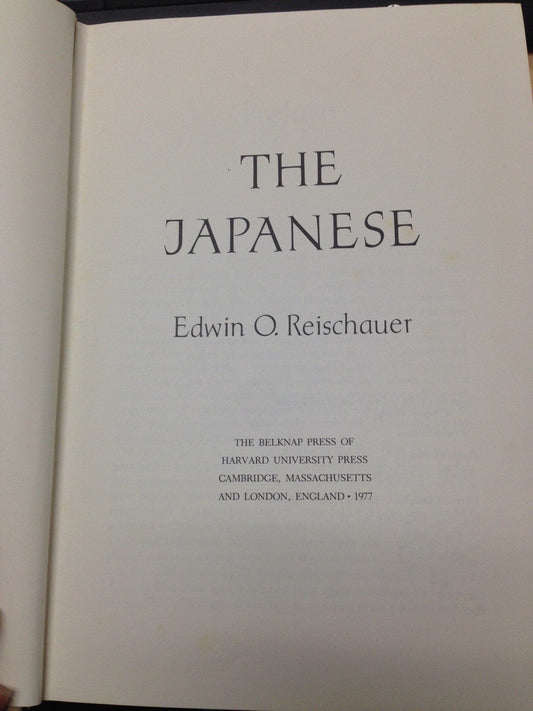 THE
JAPANESE
Edwin O. Reischauer
THE BELKNAP PRESS OF
HARVARD UNIVERSITY PRESS
CAMBRIDGE, MASSACHUSETTS
AND LONDON, ENGLAND • 1977